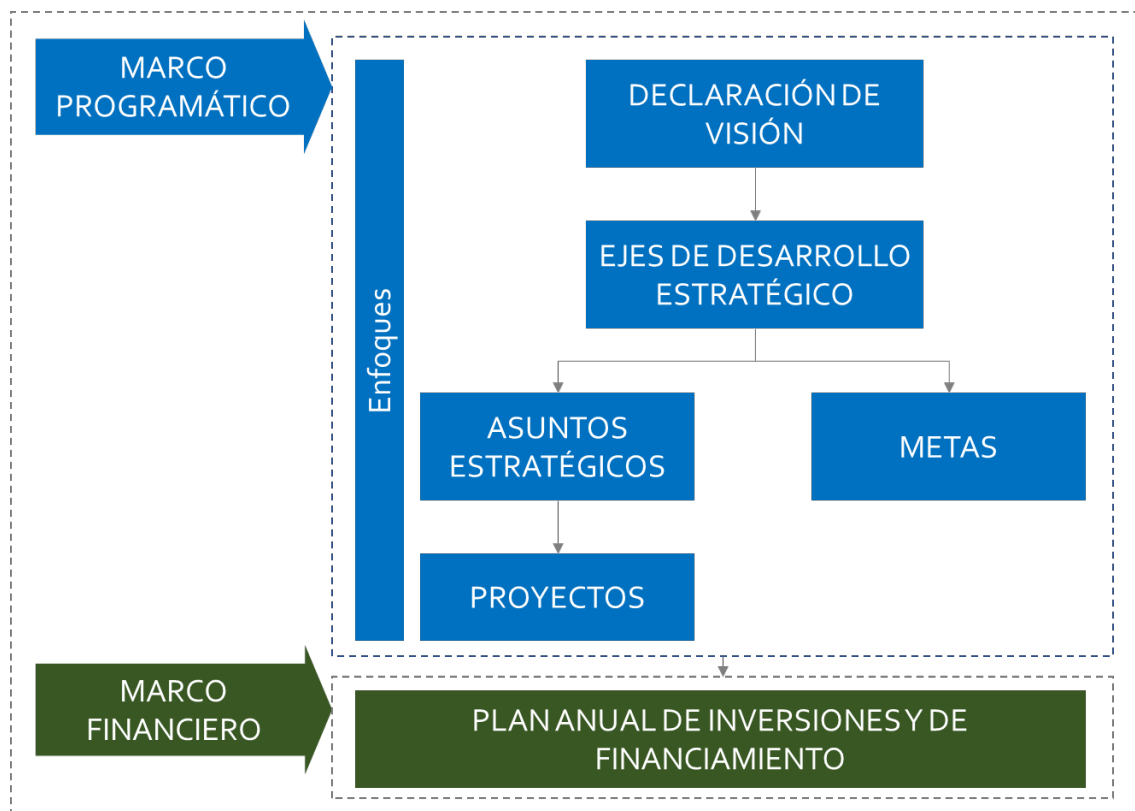 MARCO
PROGRAMÁTICO
DECLARACIÓN DE
VISIÓN
EJES DE DESARROLLO
ESTRATÉGICO
Enfoques
ASUNTOS
ESTRATÉGICOS
METAS
PROYECTOS
MARCO
FINANCIERO
PLAN ANUAL DE INVERSIONES Y DE
FINANCIAMIENTO